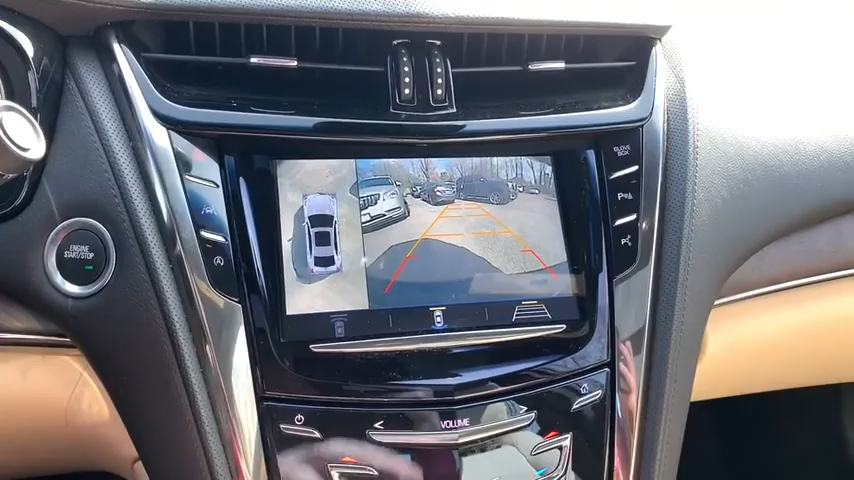 GLOVE
BOX
ENGINE
START/STOP
VOLUME